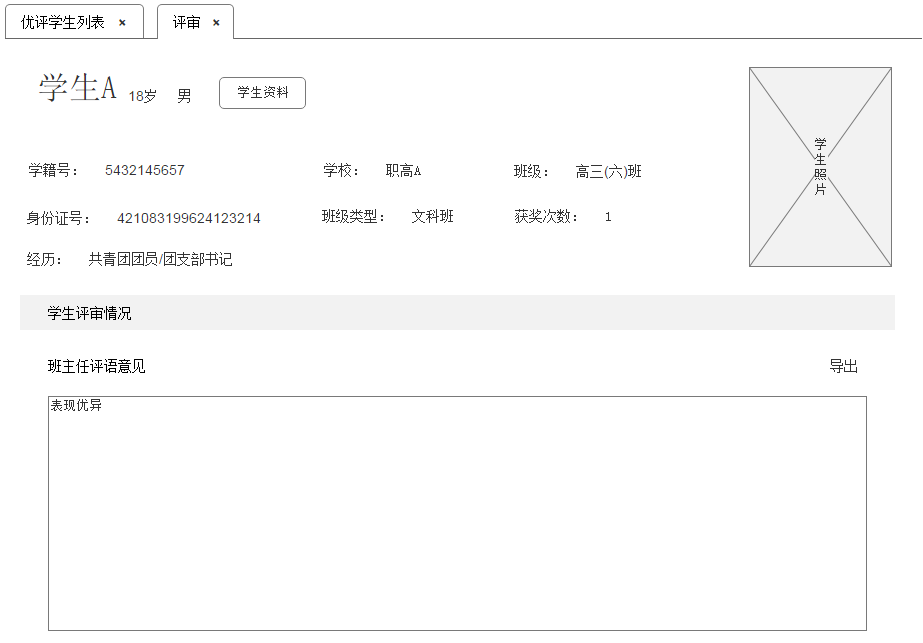 优评学生列表 × 评审 ×
学生A 18岁 男 学生资料
学生照片
学籍号： 5432145657 学校： 职高A 班级： 高三(六)班
身份证号： 421083199624123214 班级类型： 文科班 获奖次数： 1
经历： 共青团团员/团支部书记
学生评审情况
班主任评语意见 导出
表现优异